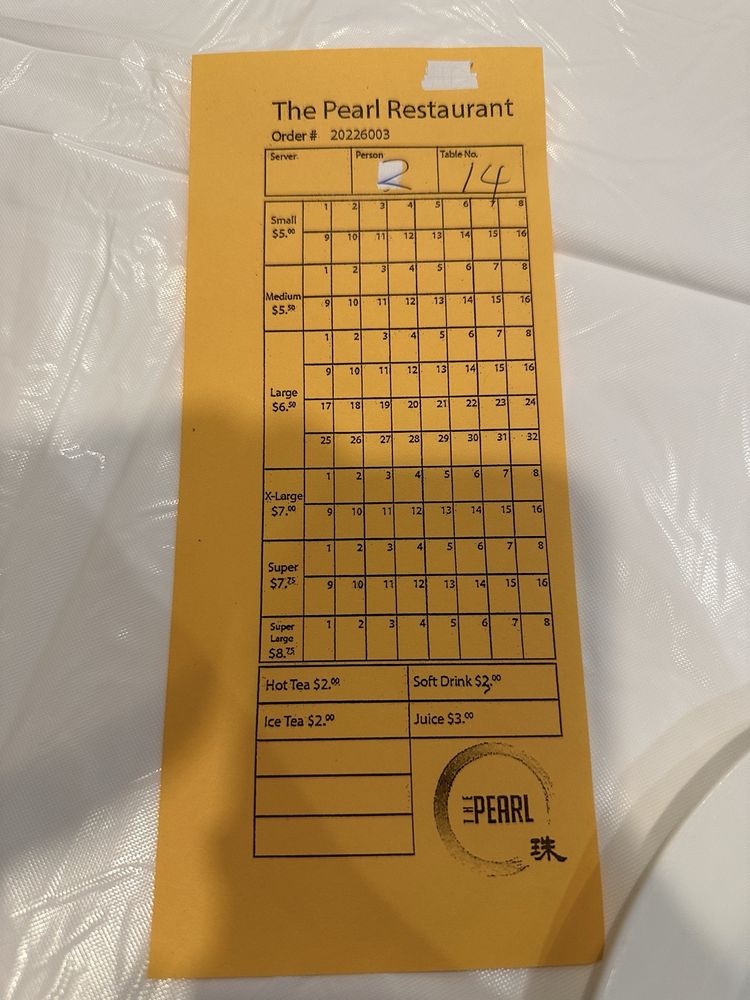 The Pearl Restaurant
Order # 20226003
Server Person Table No.
2 14
1 2 3 4 5 6 7 8
Small
$5.00
9 10 11 12 13 14 15 16
1 2 3 4 5 6 7 8
Medium
$5.50
9 10 11 12 13 14 15 16
1 2 3 4 5 6 7 8
9 10 11 12 13 14 15 16
Large
$6.50
17 18 19 20 21 22 23 24
25 26 27 28 29 30 31 32
1 2 3 4 5 6 7 8
X-Large
$7.00
9 10 11 12 13 14 15 16
1 2 3 4 5 6 7 8
Super
$7.75
9 10 11 12 13 14 15 16
1 2 3 4 5 6 7 8
Super
Large
$8.75
Hot Tea $2.00 Soft Drink $3.00
Ice Tea $2.00 Juice $3.00
THE PEARL
珠